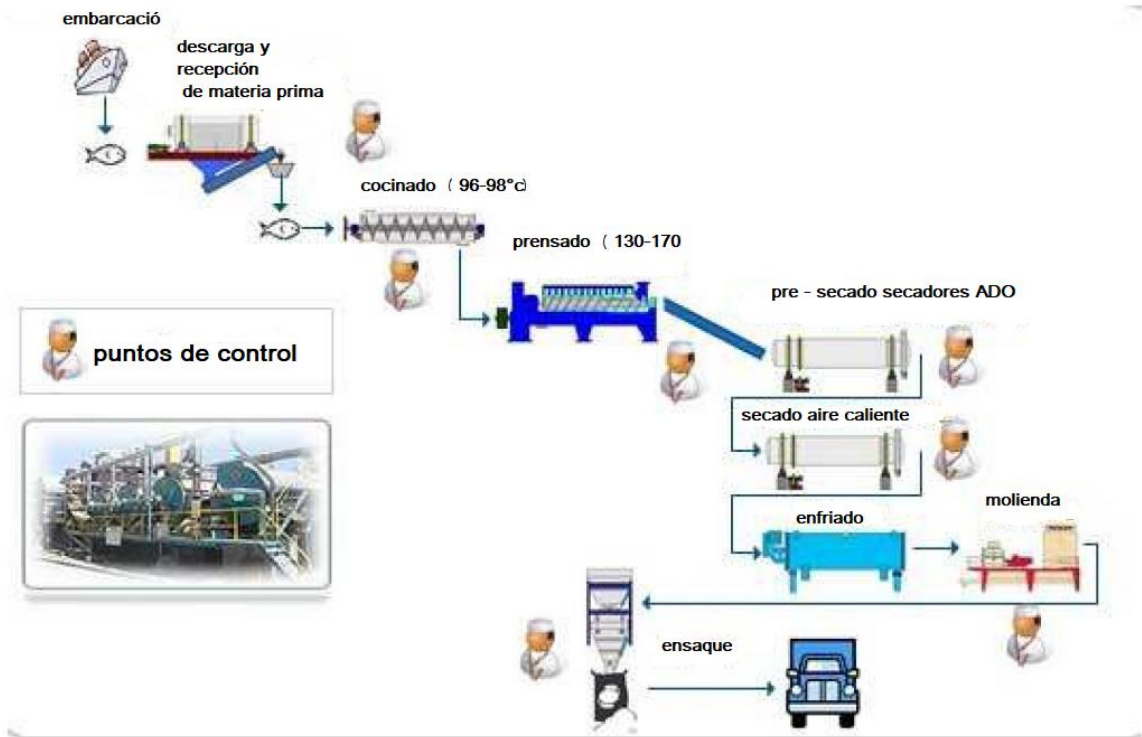 embarcació
descarga y
recepción
de materia prima
cocinado ( 96-98°c)
prensado ( 130-170
pre - secado secadores ADO
puntos de control
secado aire caliente
enfriado
molienda
ensaque